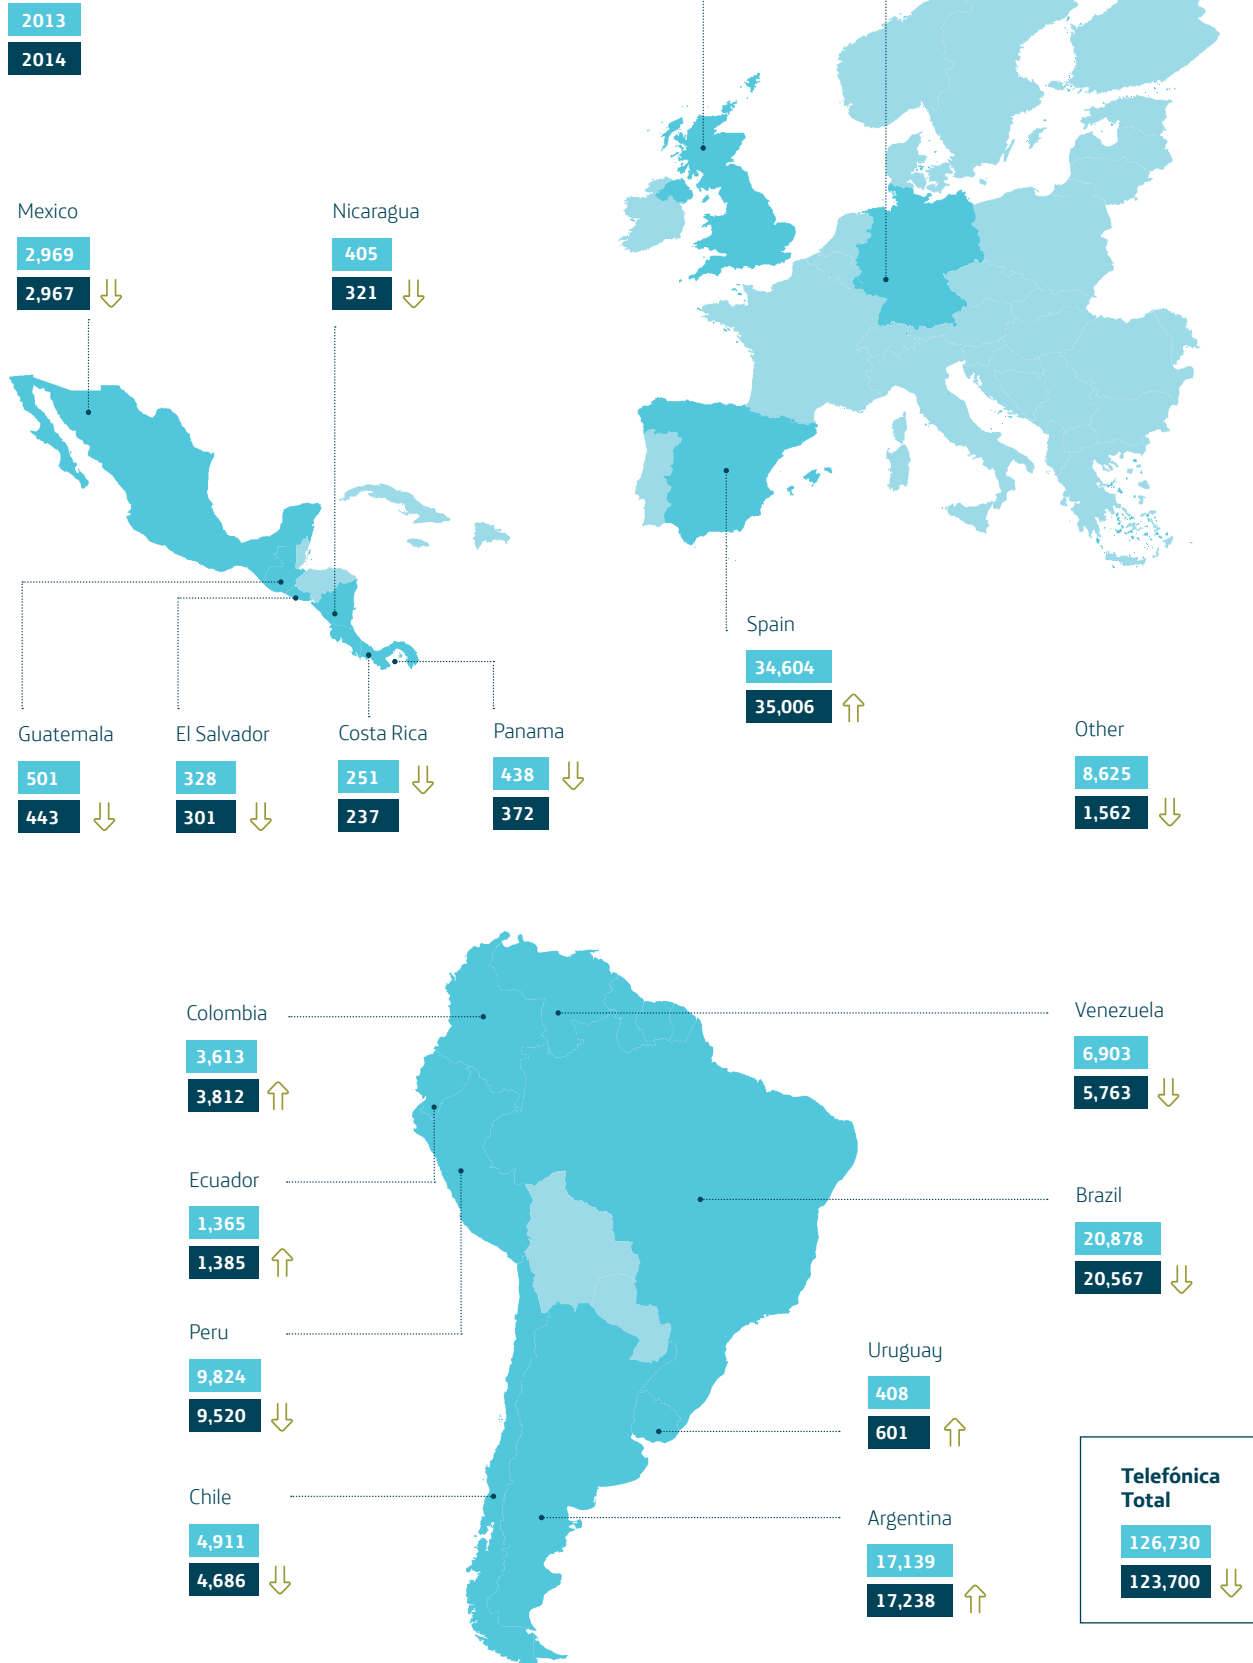 2013
2014
Mexico
2,969
2,967
Nicaragua
405
321
Spain
34,604
35,006
Guatemala
501
443
El Salvador
328
301
Costa Rica
251
237
Panama
438
372
Other
8,625
1,562
Colombia
3,613
3,812
Venezuela
6,903
5,763
Ecuador
1,365
1,385
Brazil
20,878
20,567
Peru
9,824
9,520
Uruguay
408
601
Chile
4,911
4,686
Argentina
17,139
17,238
Telefónica
Total
126,730
123,700